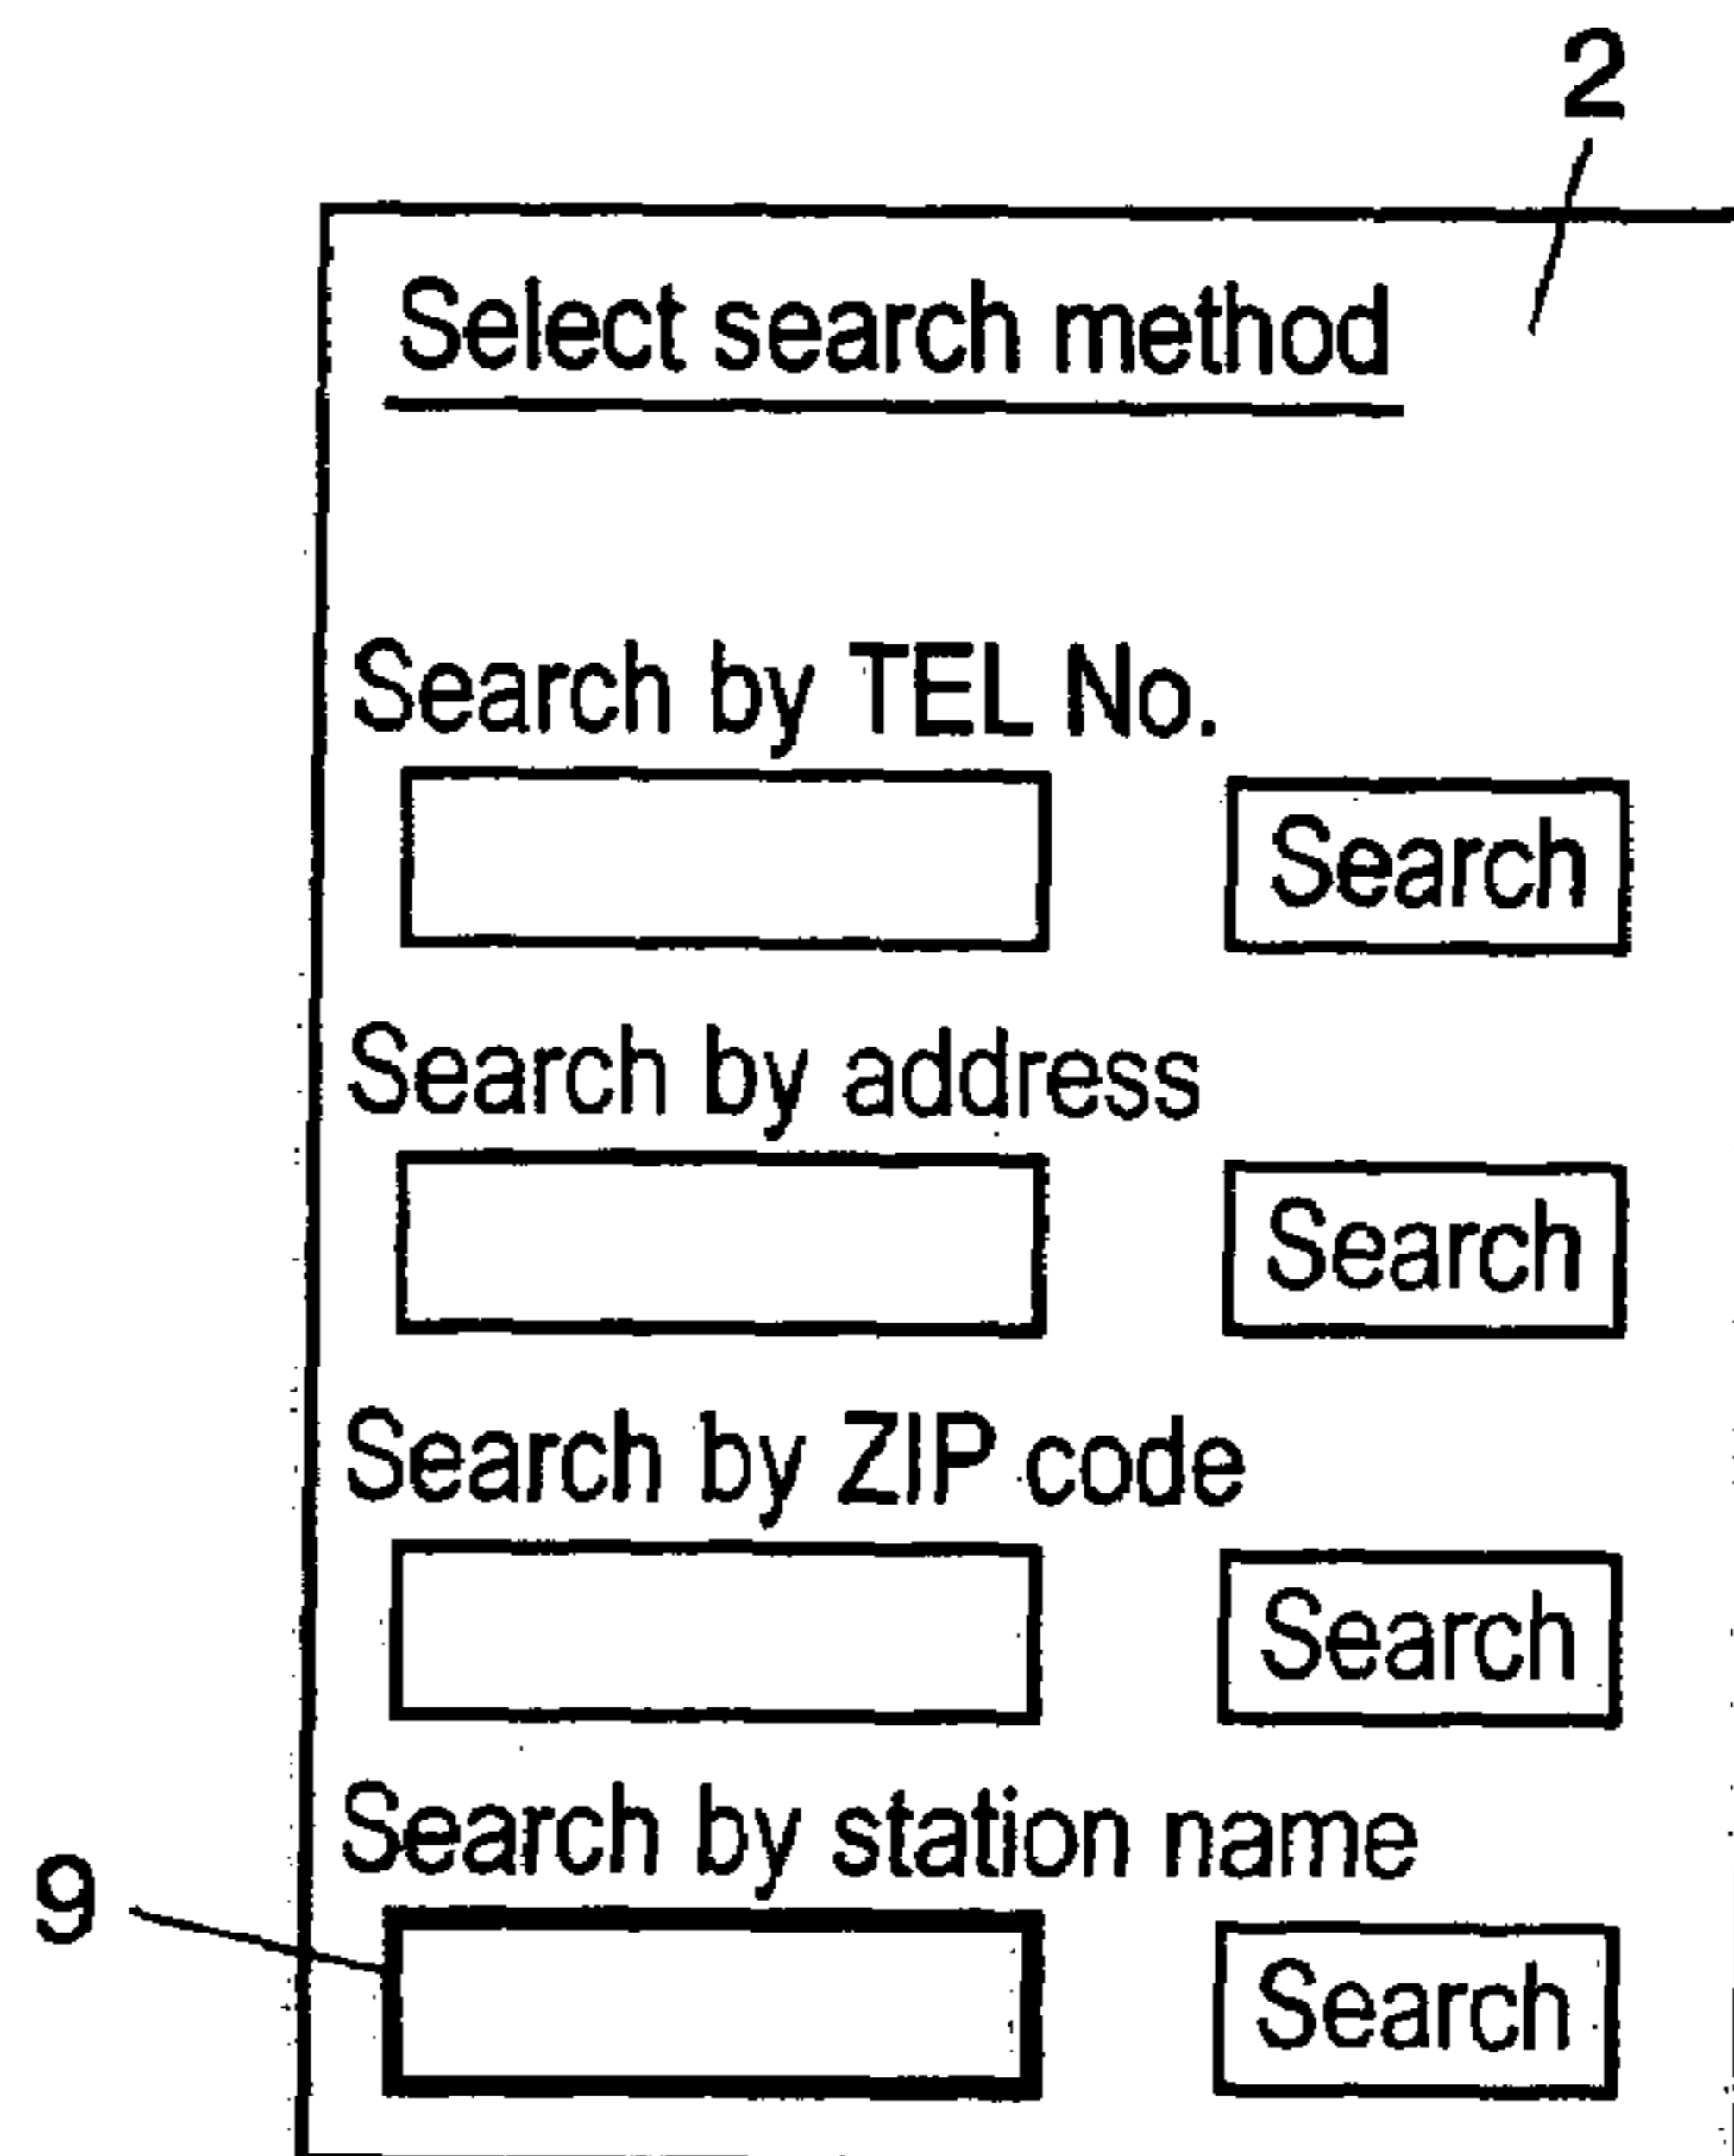 2
Select search method
Search by TEL No.
Search
Search by address
Search
Search by ZIP code
Search
Search by station name
9
Search